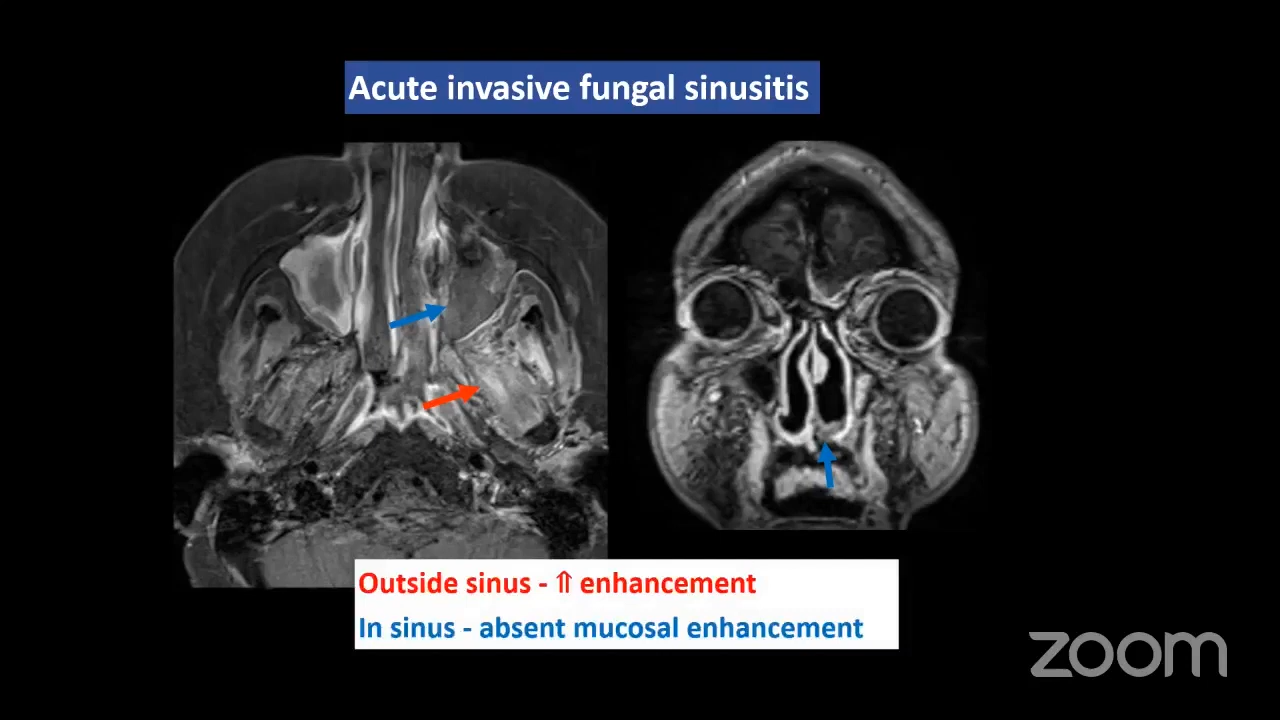 Acute invasive fungal sinusitis
Outside sinus - ⇑ enhancement
In sinus - absent mucosal enhancement
zoom